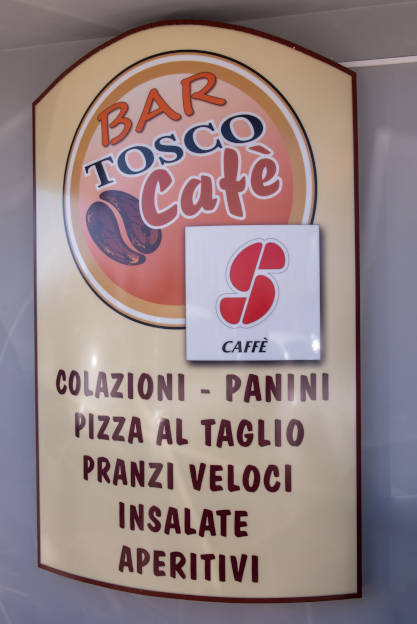 BAR
TOSCO
Cafè
S
CAFFÈ
COLAZIONI - PANINI
PIZZA AL TAGLIO
PRANZI VELOCI
INSALATE
APERITIVI